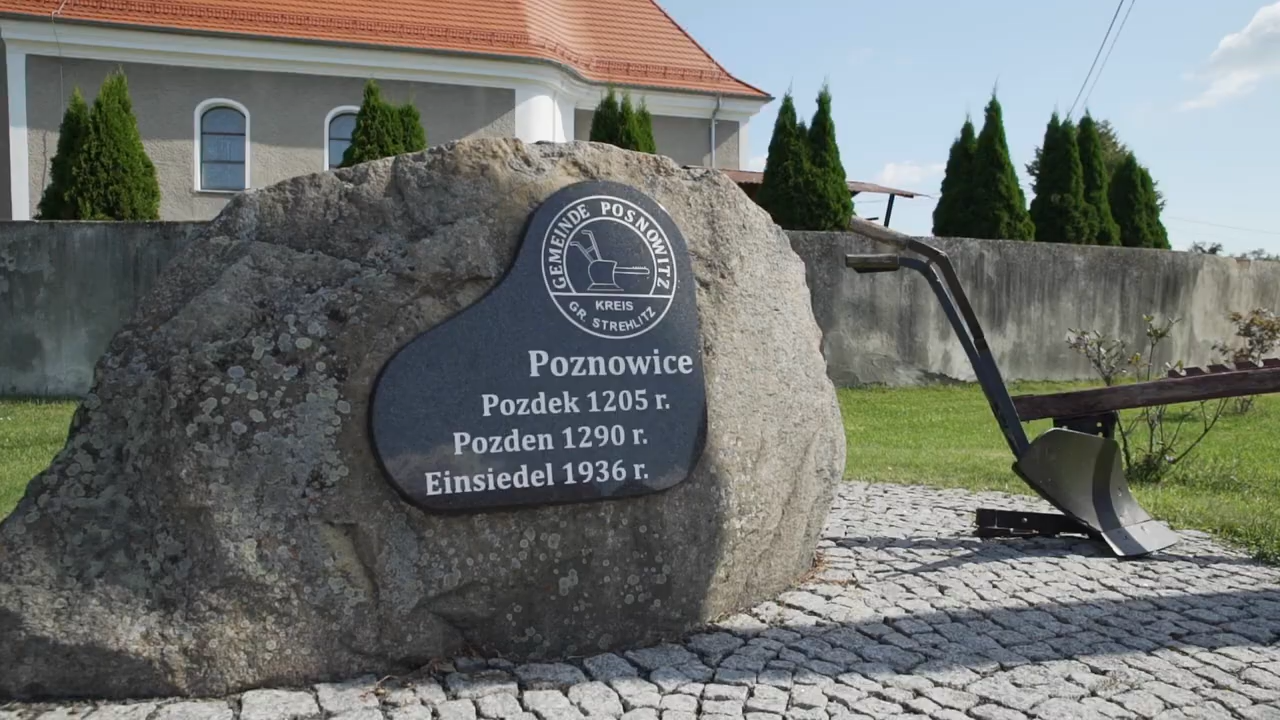 GEMEINDE POSNOWITZ
KREIS
GR. STREHLITZ
Poznowice
Pozdek 1205 r.
Pozden 1290 r.
Einsiedel 1936 r.